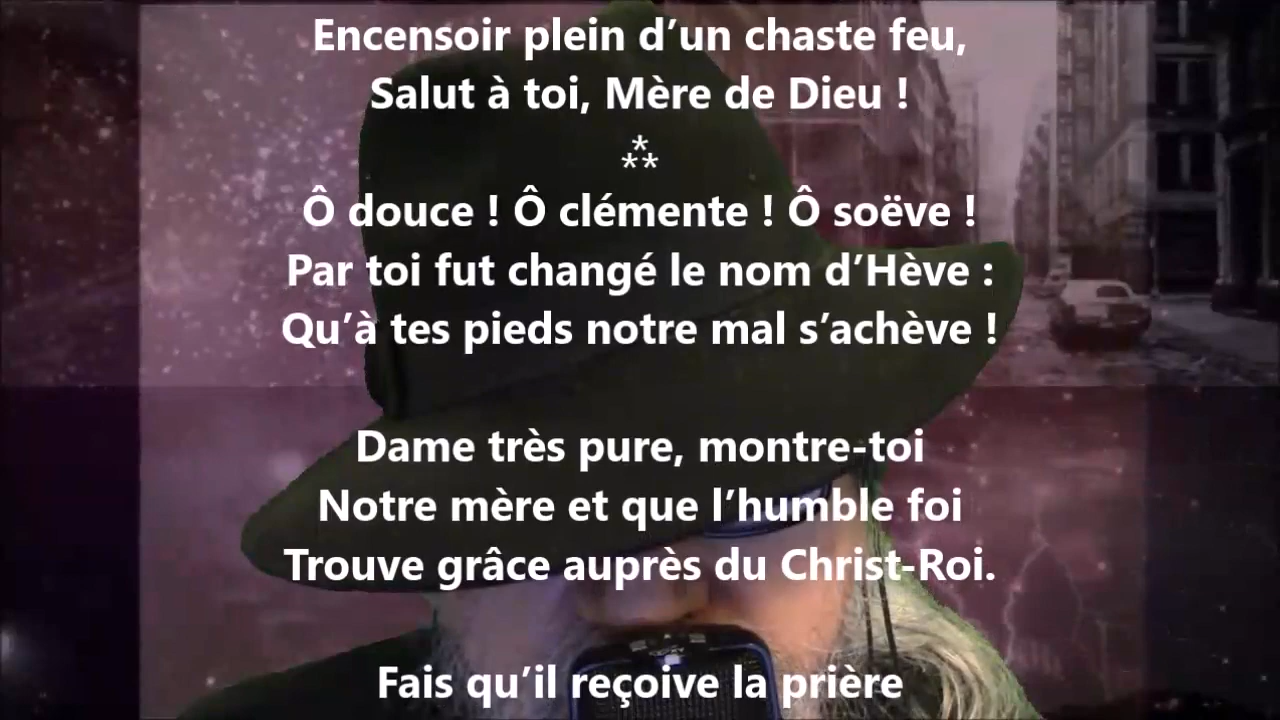 Encensoir plein d’un chaste feu,
Salut à toi, Mère de Dieu !
⁂
Ô douce ! Ô clémente ! Ô soëve !
Par toi fut changé le nom d’Hève :
Qu’à tes pieds notre mal s’achève !
Dame très pure, montre-toi
Notre mère et que l’humble foi
Trouve grâce auprès du Christ-Roi.
Fais qu’il reçoive la prière